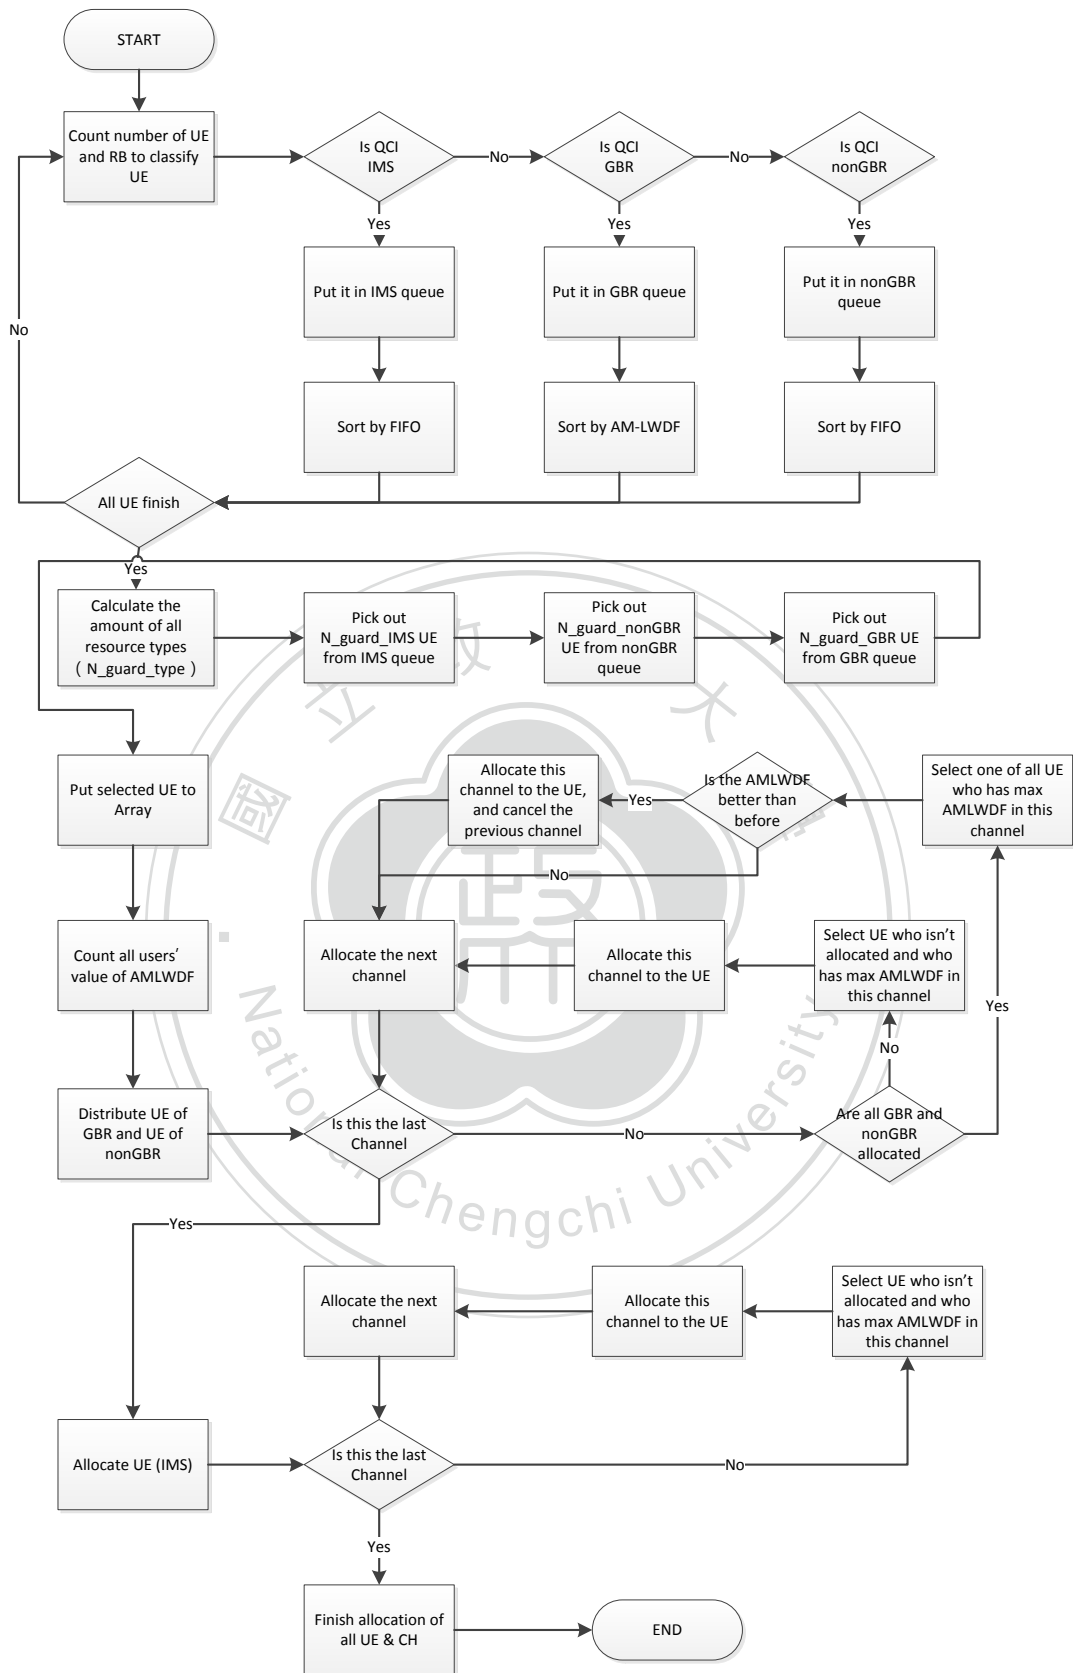 START
Count number of UE
and RB to classify
UE
Is QCI
IMS
No
Is QCI
GBR
No
Is QCI
nonGBR
Yes
Yes
Yes
Put it in IMS queue
Put it in GBR queue
Put it in nonGBR
queue
No
Sort by FIFO
Sort by AM-LWDF
Sort by FIFO
All UE finish
Yes
Calculate the
amount of all
resource types
( N_guard_type )
Pick out
N_guard_IMS UE
from IMS queue
Pick out
N_guard_nonGBR
UE from nonGBR
queue
Pick out
N_guard_GBR UE
from GBR queue
Put selected UE to
Array
Allocate this
channel to the UE,
and cancel the
previous channel
Yes
Is the AMLWDF
better than
before
Select one of all UE
who has max
AMLWDF in this
channel
No
Count all users'
value of AMLWDF
Allocate the next
channel
Allocate this
channel to the UE
Select UE who isn't
allocated and who
has max AMLWDF in
this channel
Yes
No
Distribute UE of
GBR and UE of
nonGBR
Is this the last
Channel
No
Are all GBR and
nonGBR
allocated
Yes
Allocate the next
channel
Allocate this
channel to the UE
Select UE who isn't
allocated and who
has max AMLWDF in
this channel
Allocate UE (IMS)
Is this the last
Channel
No
Yes
Finish allocation of
all UE & CH
END
國立政大
National Chengchi University